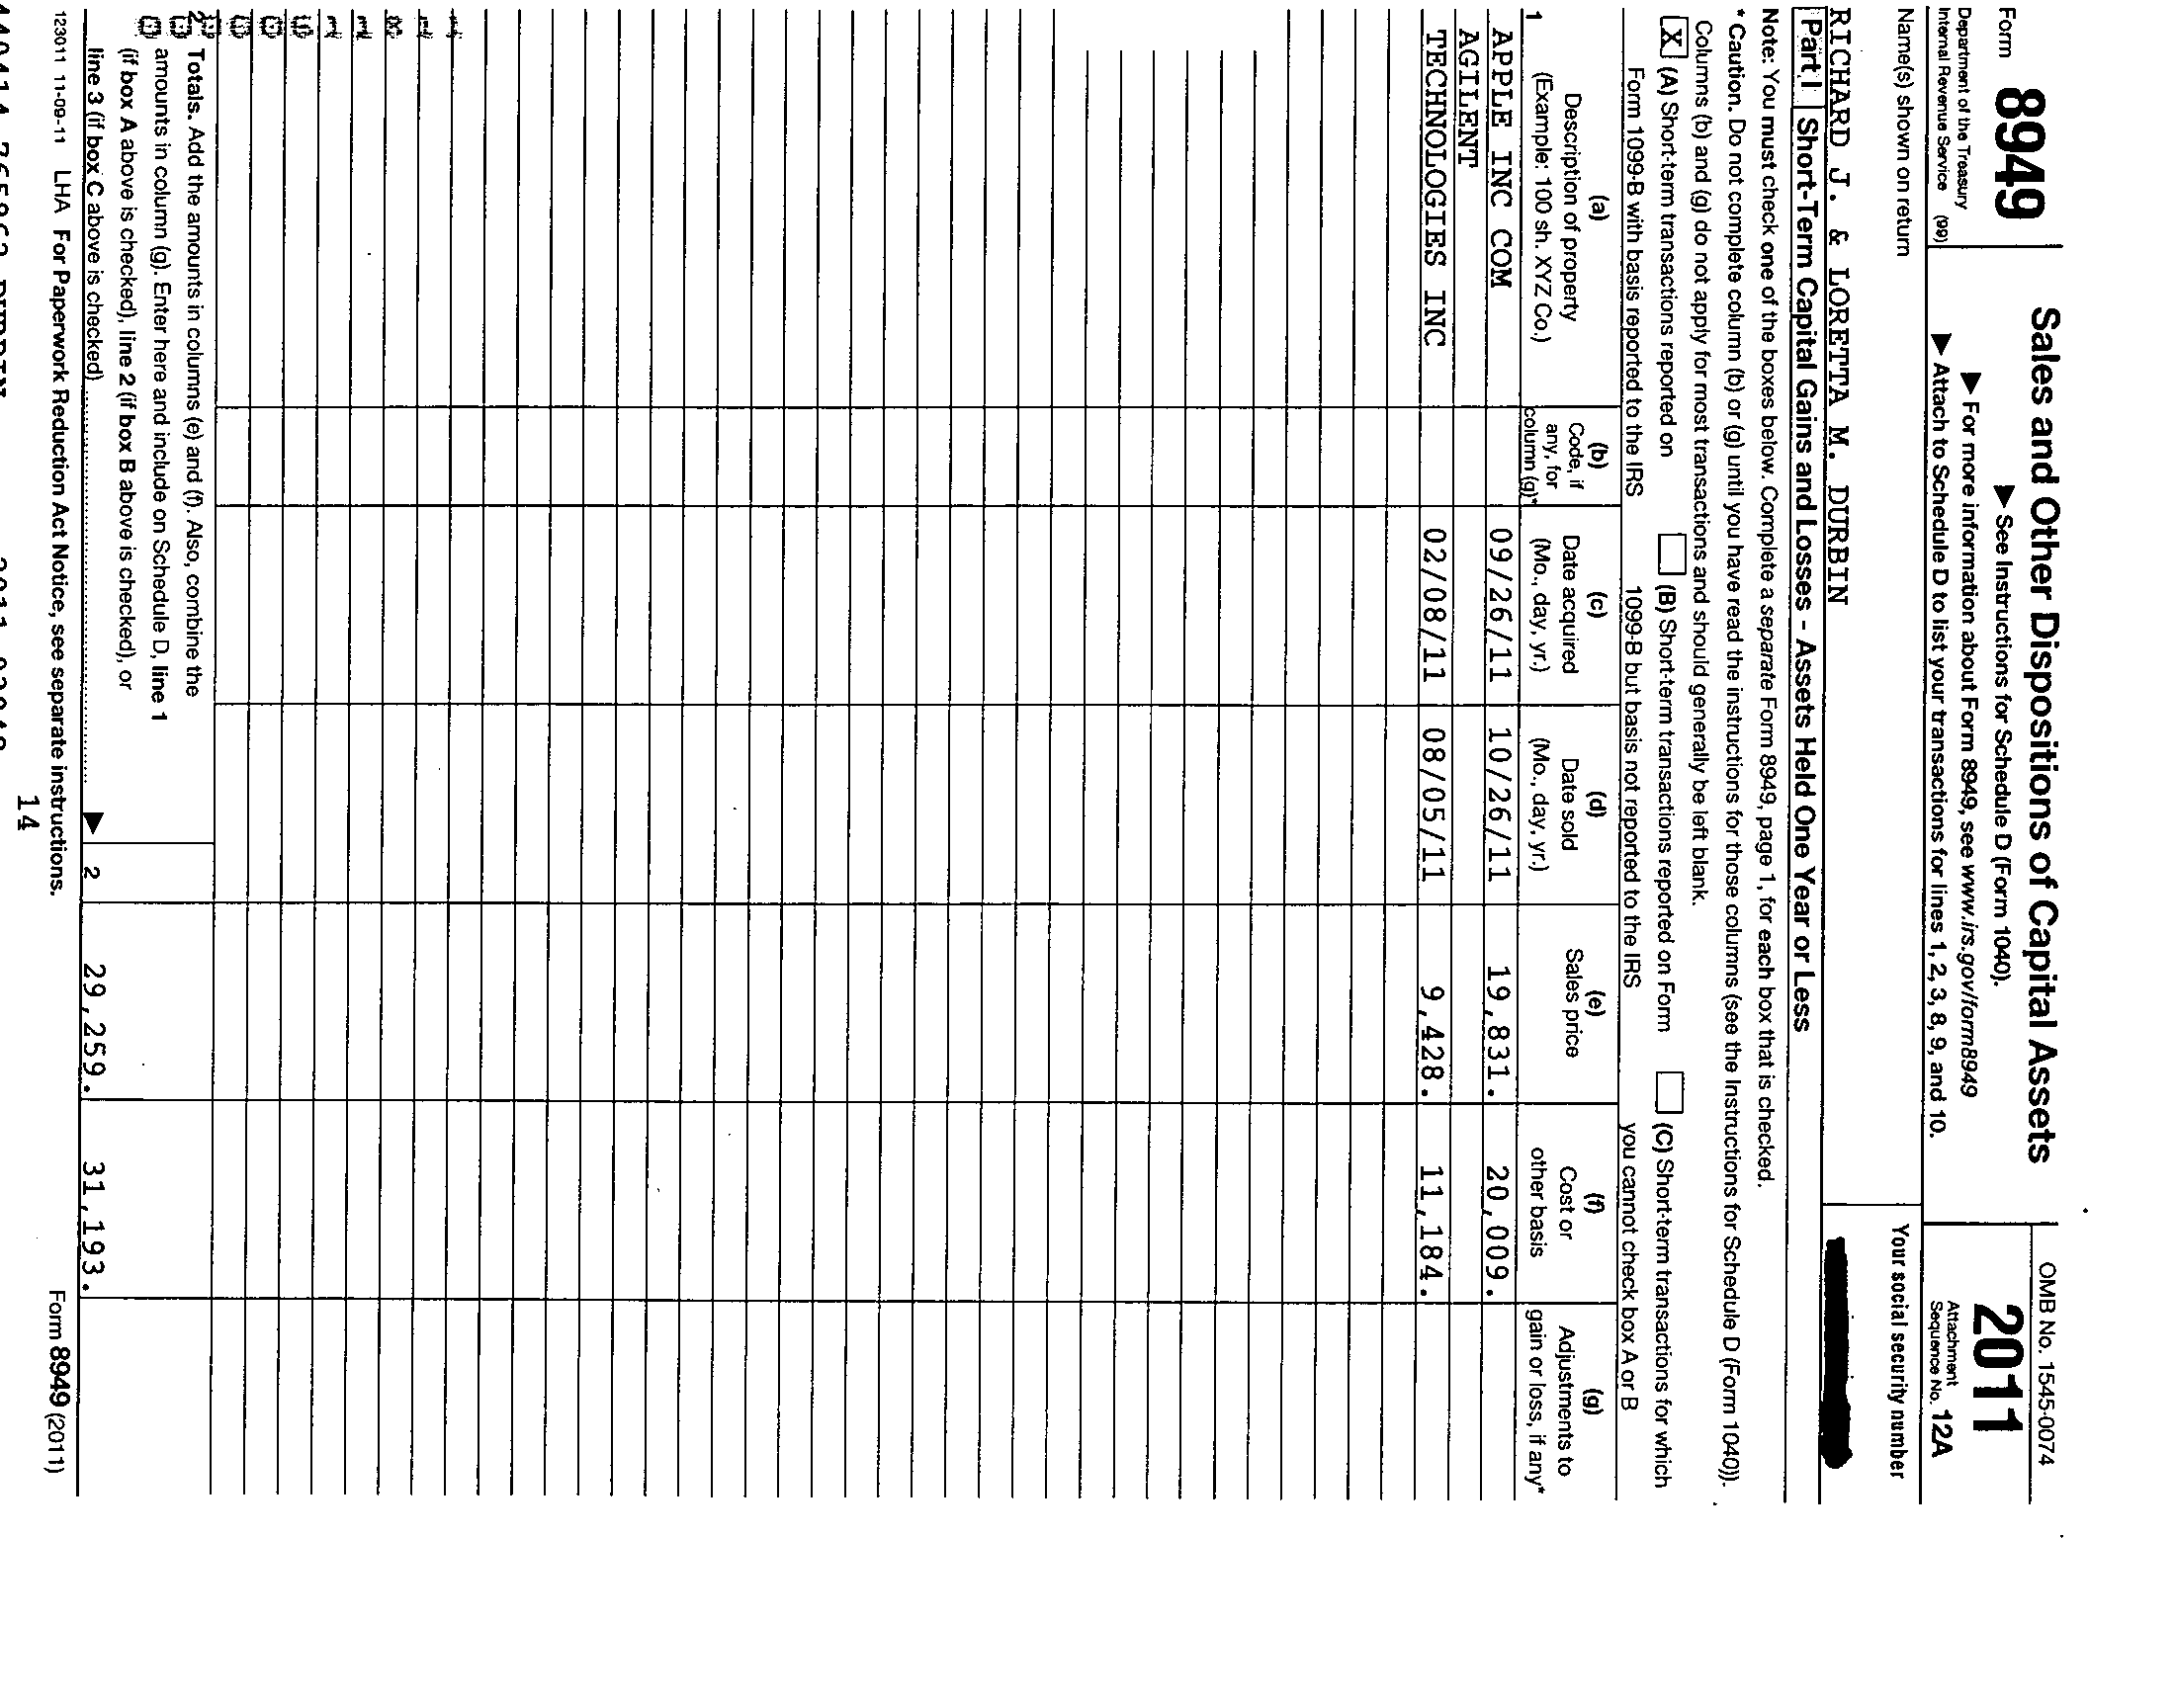 Form 8949
Department of the Treasury
Internal Revenue Service (99)
Sales and Other Dispositions of Capital Assets
▶ See Instructions for Schedule D (Form 1040).
▶ For more information about Form 8949, see www.irs.gov/form8949
▶ Attach to Schedule D to list your transactions for lines 1, 2, 3, 8, 9, and 10.
OMB No. 1545-0074
2011
Attachment
Sequence No. 12A
Name(s) shown on return
Your social security number
RICHARD J. & LORETTA M. DURBIN
Part I Short-Term Capital Gains and Losses - Assets Held One Year or Less
Note: You must check one of the boxes below. Complete a separate Form 8949, page 1, for each box that is checked.
* Caution. Do not complete column (b) or (g) until you have read the instructions for those columns (see the Instructions for Schedule D (Form 1040)).
Columns (b) and (g) do not apply for most transactions and should generally be left blank.
X (A) Short-term transactions reported on
Form 1099-B with basis reported to the IRS
(B) Short-term transactions reported on Form
1099-B but basis not reported to the IRS
(C) Short-term transactions for which
you cannot check box A or B
1
(a)
Description of property
(Example: 100 sh. XYZ Co.)
(b)
Code, if
any, for
column (g)*
(c)
Date acquired
(Mo., day, yr.)
(d)
Date sold
(Mo., day, yr.)
(e)
Sales price
(f)
Cost or
other basis
(g)
Adjustments to
gain or loss, if any*
APPLE INC COM 09/26/11 10/26/11 19,831. 20,009.
AGILENT
TECHNOLOGIES INC 02/08/11 08/05/11 9,428. 11,184.
2 Totals. Add the amounts in columns (e) and (f). Also, combine the
amounts in column (g). Enter here and include on Schedule D, line 1
(if box A above is checked), line 2 (if box B above is checked), or
line 3 (if box C above is checked) ▶ 2 29,259. 31,193.
123011 11-09-11 LHA For Paperwork Reduction Act Notice, see separate instructions.
Form 8949 (2011)
14